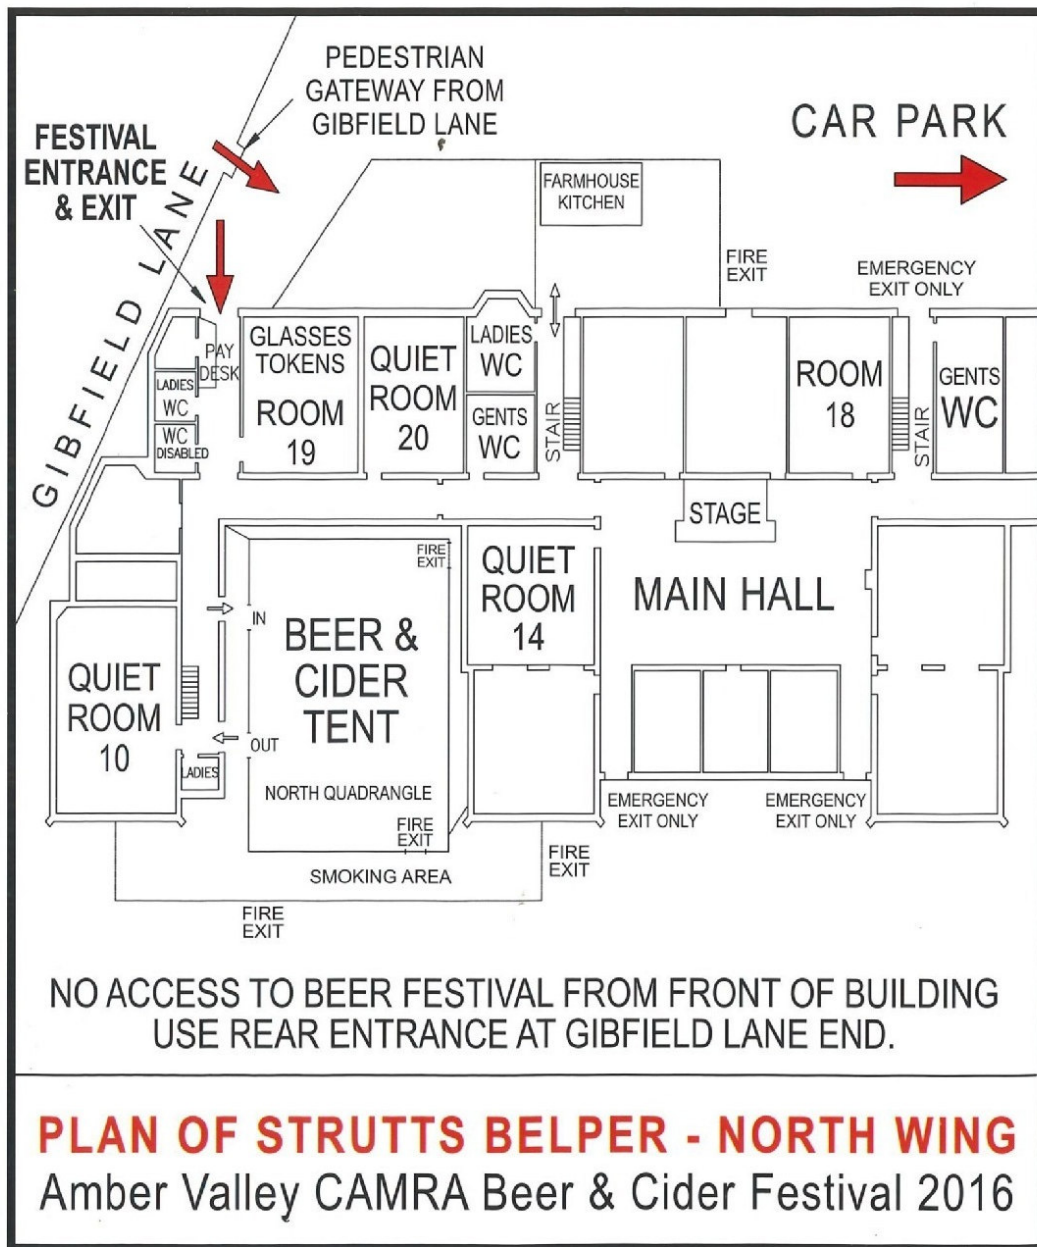 PEDESTRIAN
GATEWAY FROM
GIBFIELD LANE
CAR PARK
FESTIVAL
ENTRANCE
& EXIT
GIBFIELD LANE
FARMHOUSE
KITCHEN
FIRE
EXIT
EMERGENCY
EXIT ONLY
PAY
DESK
LADIES
WC
WC
DISABLED
GLASSES
TOKENS
ROOM
19
QUIET
ROOM
20
LADIES
WC
GENTS
WC
STAIR
ROOM
18
STAIR
GENTS
WC
STAGE
MAIN HALL
FIRE
EXIT
QUIET
ROOM
14
IN
BEER &
CIDER
TENT
OUT
NORTH QUADRANGLE
QUIET
ROOM
10
LADIES
FIRE
EXIT
EMERGENCY
EXIT ONLY
EMERGENCY
EXIT ONLY
FIRE
EXIT
SMOKING AREA
FIRE
EXIT
NO ACCESS TO BEER FESTIVAL FROM FRONT OF BUILDING
USE REAR ENTRANCE AT GIBFIELD LANE END.
PLAN OF STRUTTS BELPER - NORTH WING
Amber Valley CAMRA Beer & Cider Festival 2016